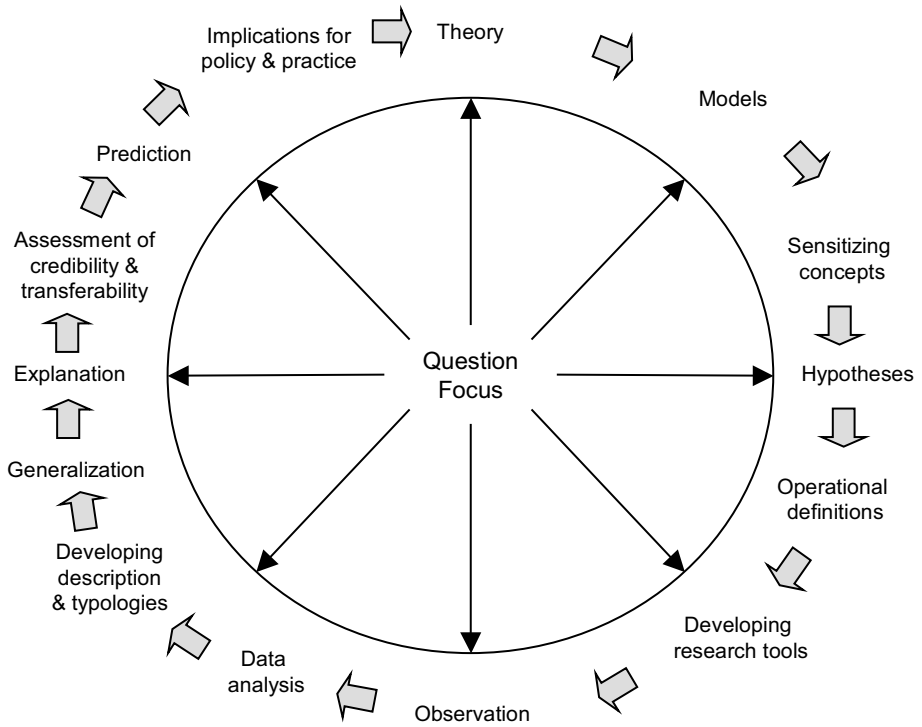 Theory
Models
Sensitizing
concepts
Hypotheses
Operational
definitions
Developing
research tools
Observation
Data
analysis
Developing
description
& typologies
Generalization
Explanation
Assessment of
credibility &
transferability
Prediction
Implications for
policy & practice
Question
Focus